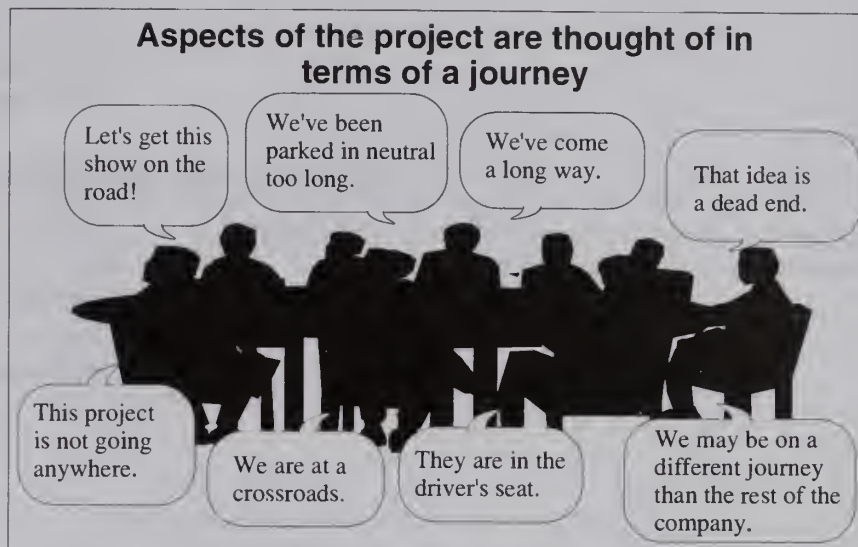 Aspects of the project are thought of in
terms of a journey
Let's get this
show on the
road!
We've been
parked in neutral
too long.
We've come
a long way.
That idea is
a dead end.
This project
is not going
anywhere.
We are at a
crossroads.
They are in the
driver's seat.
We may be on a
different journey
than the rest of the
company.